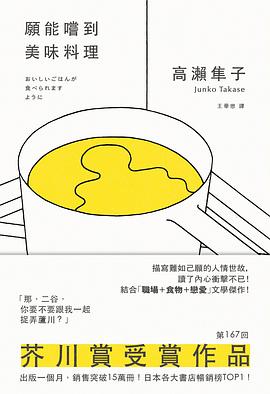 願能嚐到
美味料理
おいしいごはんが
食べられます
ように
高瀨隼子
Junko Takase
王華懋 譯
描寫難如己願的人情世故,
讀了內心衝擊不已!
結合「職場+食物+戀愛」文學傑作!
「那,二谷,
你要不要跟我一起
捉弄蘆川?」
第167回
芥川賞受賞作品
出版一個月,銷售突破15萬冊!日本各大書店暢銷榜TOP1!